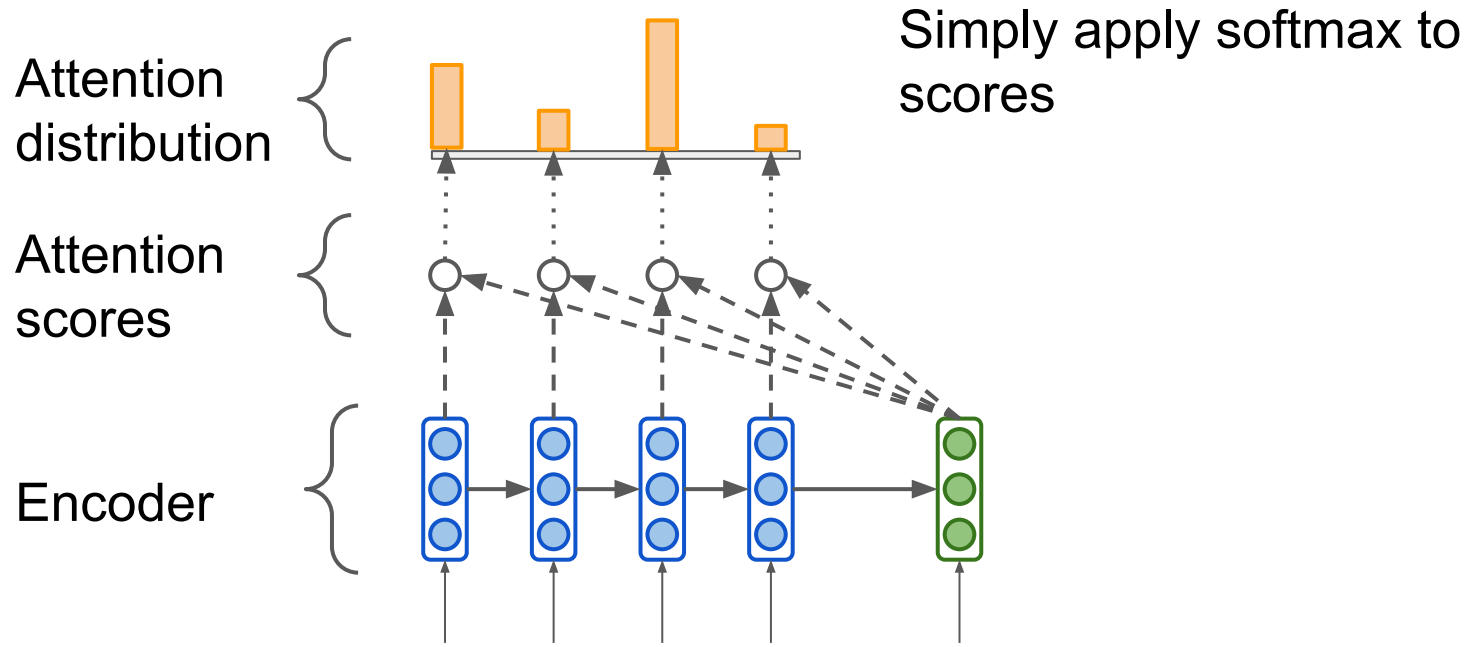 Simply apply softmax to
scores
Attention
distribution
Attention
scores
Encoder